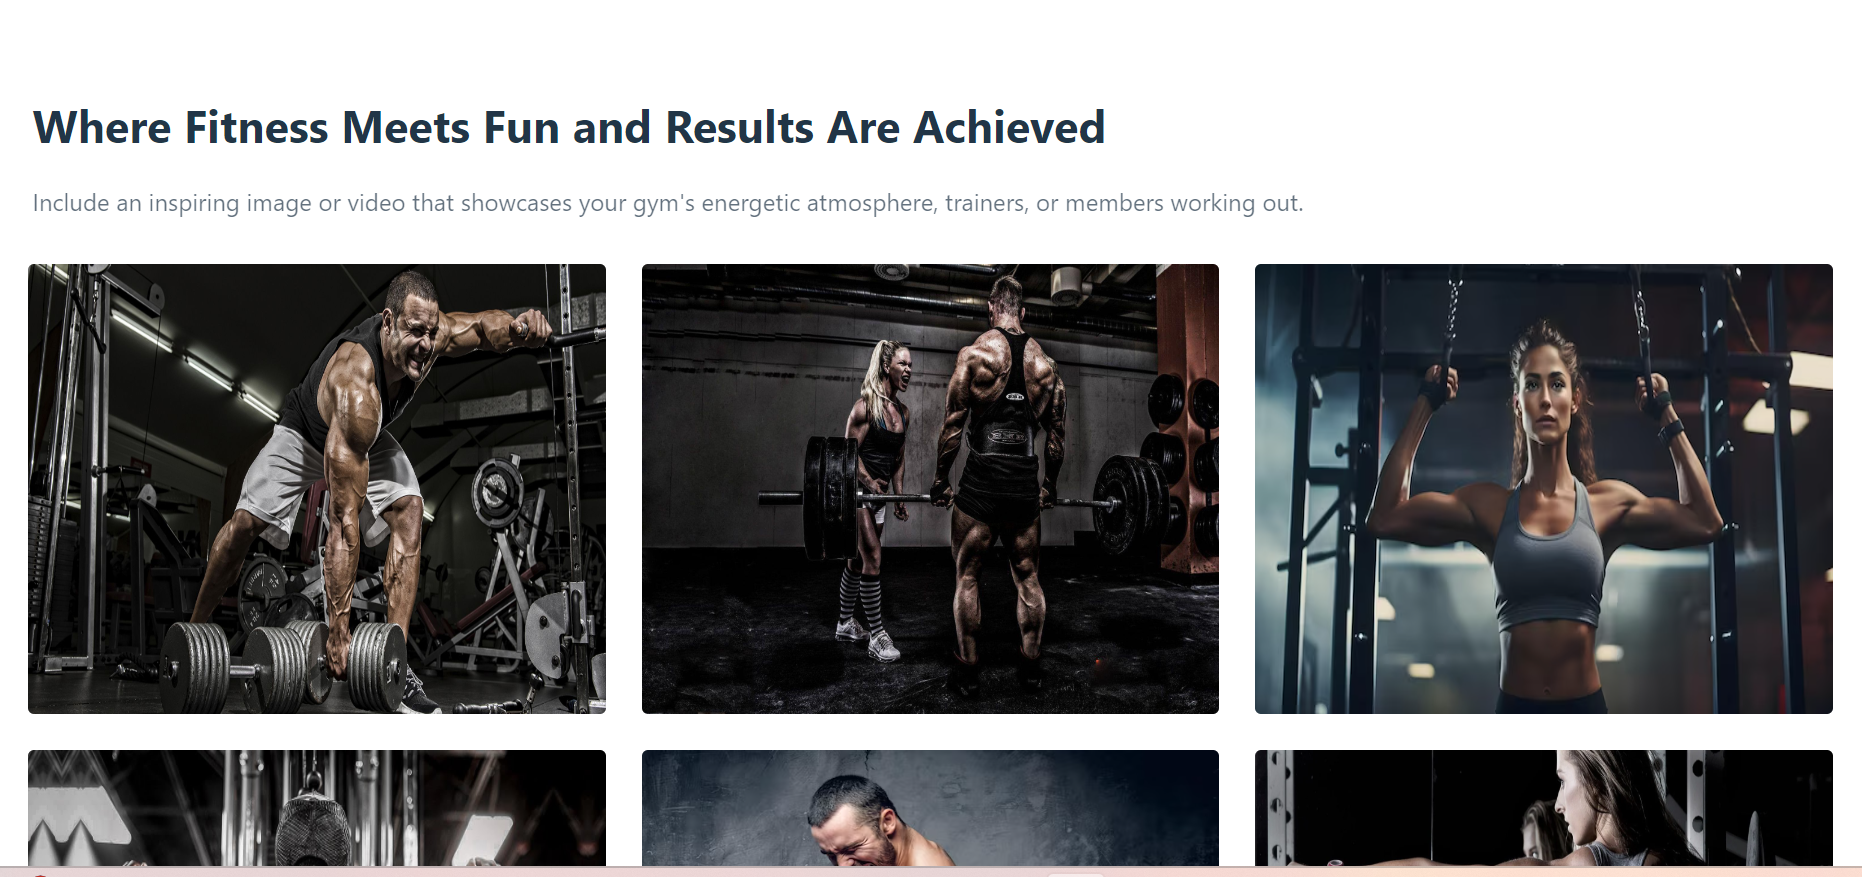 Where Fitness Meets Fun and Results Are Achieved
Include an inspiring image or video that showcases your gym's energetic atmosphere, trainers, or members working out.